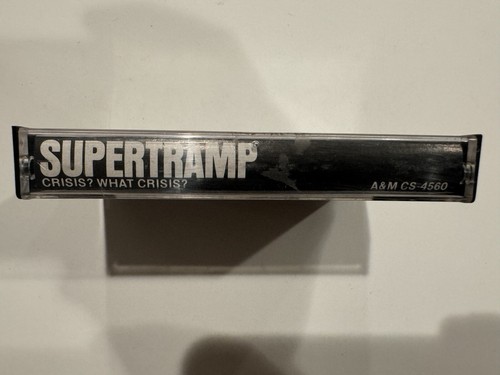 SUPERTRAMP
CRISIS? WHAT CRISIS?
A&M CS-4560